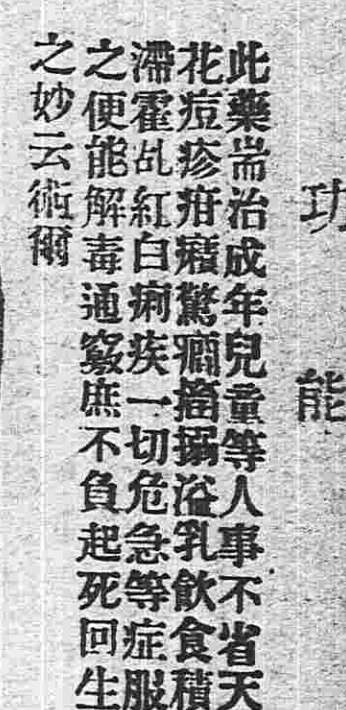 功能
此藥耑治成年兒童等人事不省天
花痘疹疳癪驚癇搐搦溢乳飲食積
滯霍乱紅白痢疾一切危急等症服
之便能解毒通竅庶不負起死回生
之妙云術爾